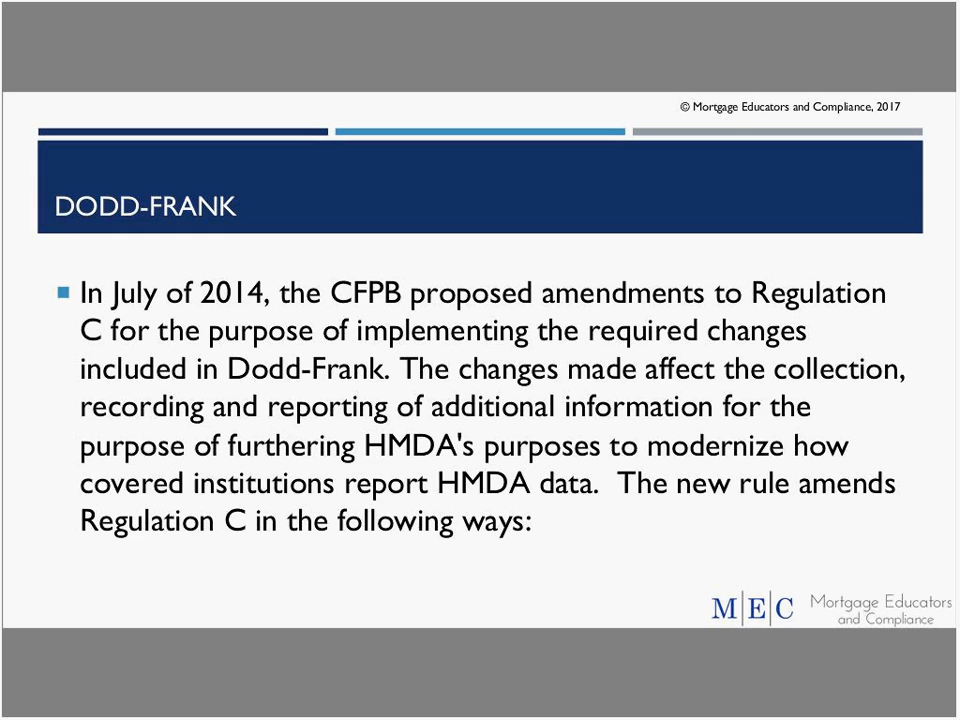 © Mortgage Educators and Compliance, 2017
DODD-FRANK
▪ In July of 2014, the CFPB proposed amendments to Regulation
C for the purpose of implementing the required changes
included in Dodd-Frank. The changes made affect the collection,
recording and reporting of additional information for the
purpose of furthering HMDA's purposes to modernize how
covered institutions report HMDA data. The new rule amends
Regulation C in the following ways:
M|E|C Mortgage Educators
and Compliance